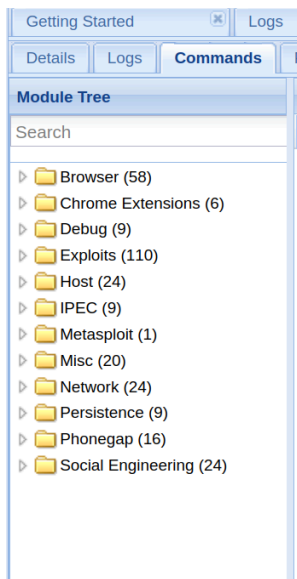 Getting Started Logs
Details Logs Commands
Module Tree
Search
Browser (58)
Chrome Extensions (6)
Debug (9)
Exploits (110)
Host (24)
IPEC (9)
Metasploit (1)
Misc (20)
Network (24)
Persistence (9)
Phonegap (16)
Social Engineering (24)